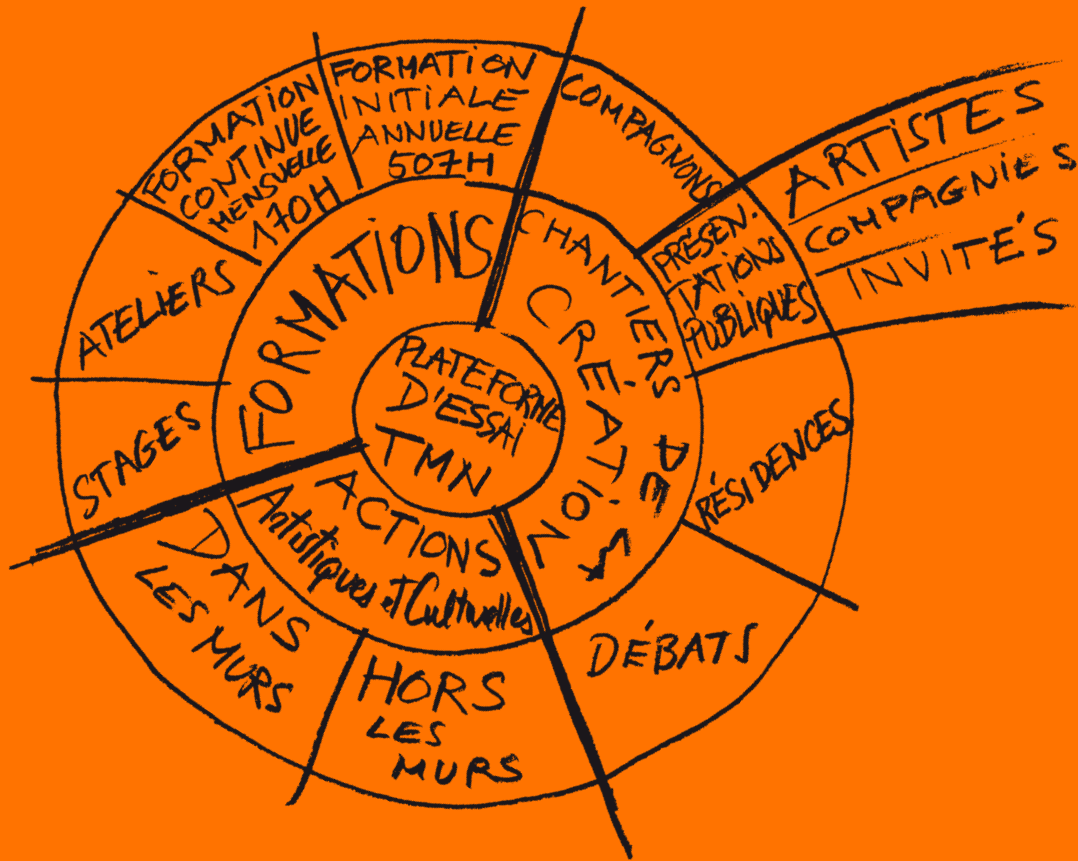 PLATEFORME
D'ESSAI
TMN
FORMATIONS
CHANTIERS DE LA
CRÉATION
ACTIONS
Artistiques et Culturelles
FORMATION
INITIALE
ANNUELLE
507H
COMPAGNONS
PRÉSEN.
TATIONS
PUBLIQUES
ARTISTES
COMPAGNIES
INVITÉS
RÉSIDENCES
DÉBATS
HORS
LES
MURS
DANS
LES MURS
STAGES
ATELIERS
FORMATION
CONTINUE
MENSUELLE
170H